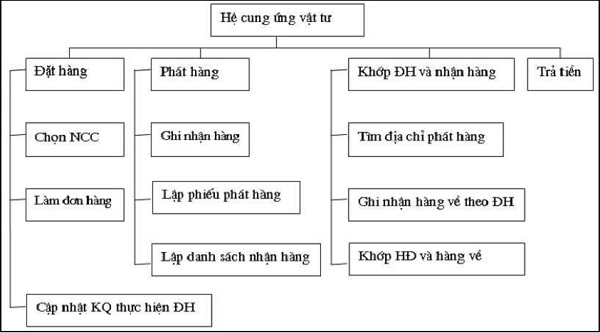 Hệ cung ứng vật tư
Đặt hàng
Phát hàng
Khớp ĐH và nhận hàng
Trả tiền
Chọn NCC
Ghi nhận hàng
Tìm địa chỉ phát hàng
Làm đơn hàng
Lập phiếu phát hàng
Ghi nhận hàng về theo ĐH
Lập danh sách nhận hàng
Khớp HĐ và hàng về
Cập nhật KQ thực hiện ĐH